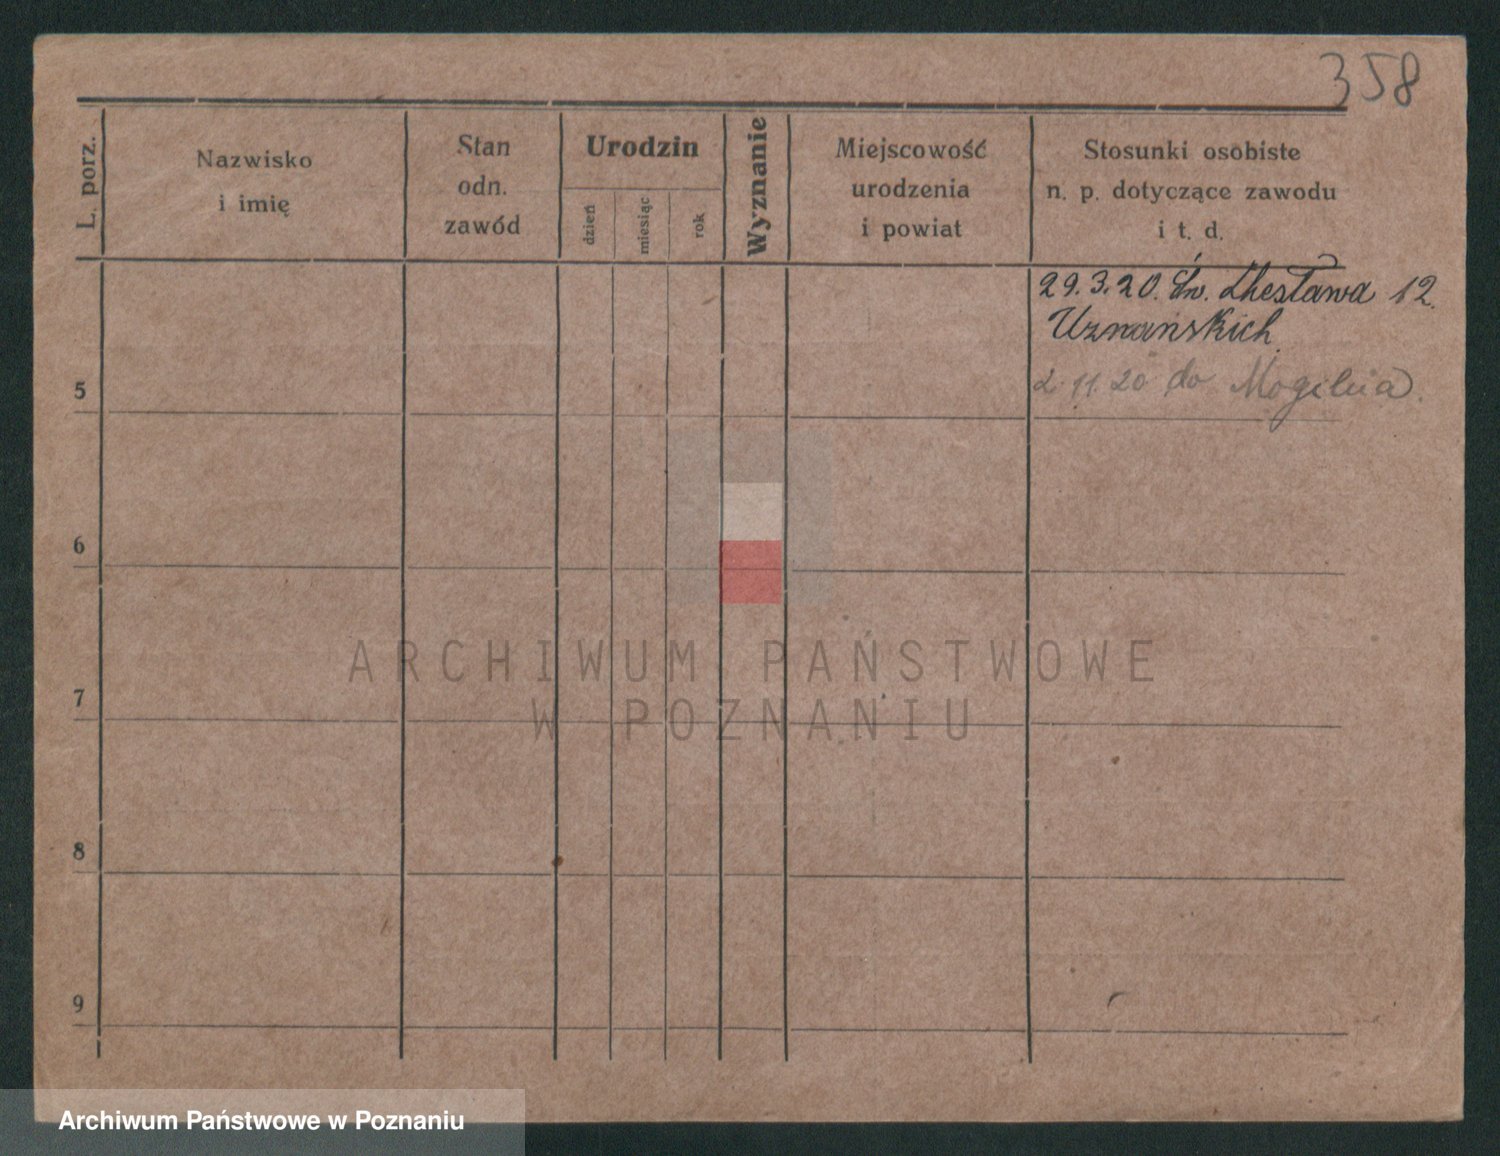 358
L. porz.
Nazwisko
i imię
Stan
odn.
zawód
Urodzin
dzień
miesiąc
rok
Wyznanie
Miejscowość
urodzenia
i powiat
Stosunki osobiste
n. p. dotyczące zawodu
i t. d.
29.3.20. 12.
Uznańskich
2.11.20 do Mogilna.
5
6
7
8
9
ARCHIWUM PAŃSTWOWE
W POZNANIU
Archiwum Państwowe w Poznaniu